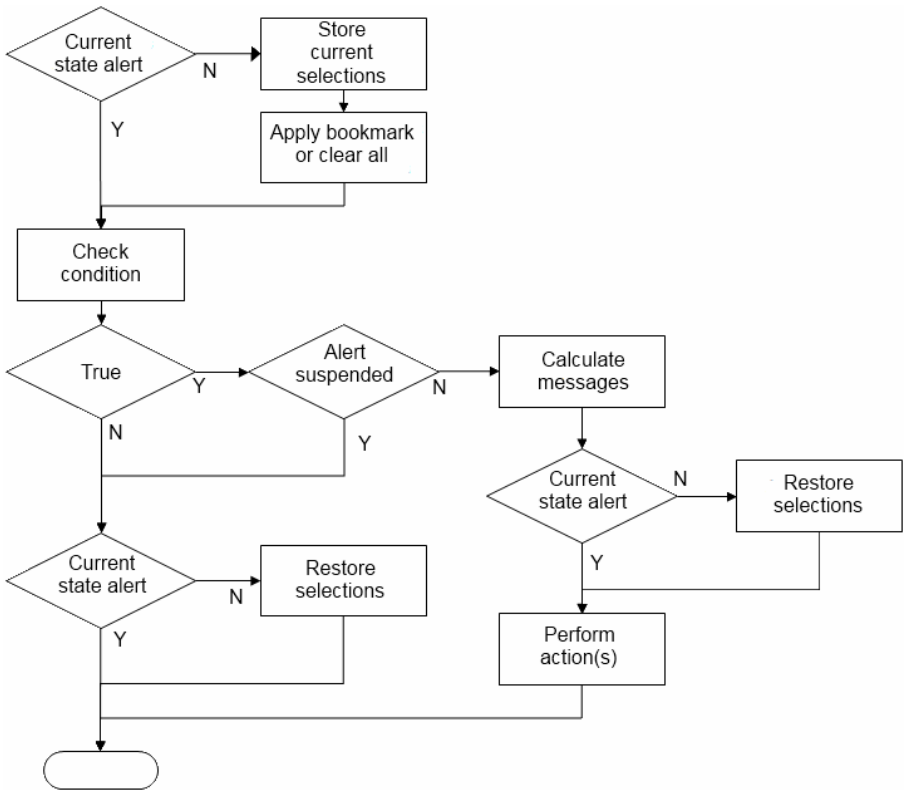 Current
state alert
N
Store
current
selections
Y
Apply bookmark
or clear all
Check
condition
True
Y
Alert
suspended
N
Calculate
messages
N
Y
Current
state alert
N
Restore
selections
Current
state alert
N
Restore
selections
Y
Y
Perform
action(s)